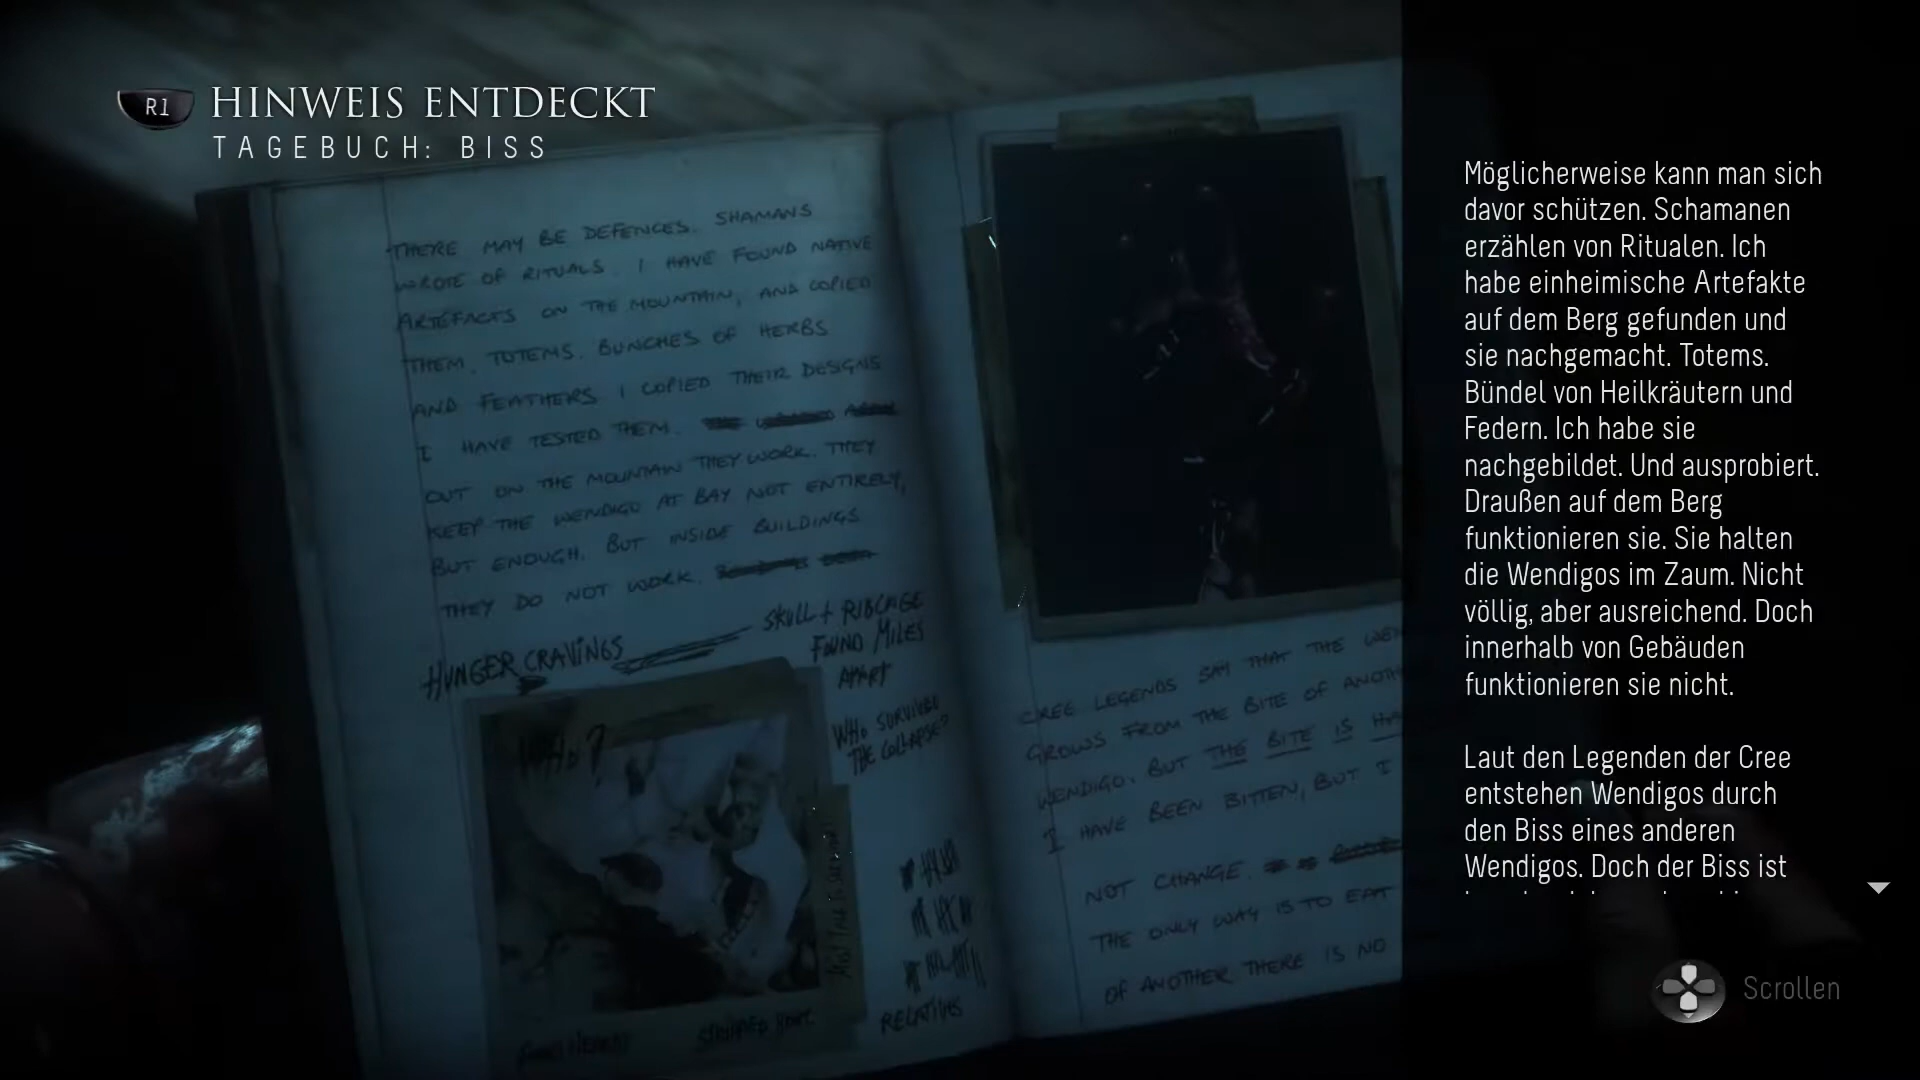 R1 HINWEIS ENTDECKT
TAGEBUCH: BISS
THERE MAY BE DEFENCES. SHAMANS
WROTE OF RITUALS. I HAVE FOUND NATIVE
ARTEFACTS ON THE MOUNTAIN, AND COPIED
THEM. TOTEMS. BUNCHES OF HERBS
AND FEATHERS I COPIED THEIR DESIGNS
I HAVE TESTED THEM.
OUT ON THE MOUNTAIN THEY WORK. THEY
KEEP THE WENDIGO AT BAY NOT ENTIRELY,
BUT ENOUGH. BUT INSIDE BUILDINGS
THEY DO NOT WORK.
HUNGER CRAVINGS
SKULL + RIBCAGE
FOUND MILES
APART
WHO?
WHO SURVIVED
THE COLLAPSE?
RELATIVES
CREE LEGENDS SAY THAT THE WEN
GROWS FROM THE BITE OF ANOTH
WENDIGO. BUT THE BITE IS
I HAVE BEEN BITTEN, BUT I
NOT CHANGE.
THE ONLY WAY IS TO EAT
OF ANOTHER THERE IS NO
Möglicherweise kann man sich
davor schützen. Schamanen
erzählen von Ritualen. Ich
habe einheimische Artefakte
auf dem Berg gefunden und
sie nachgemacht. Totems.
Bündel von Heilkräutern und
Federn. Ich habe sie
nachgebildet. Und ausprobiert.
Draußen auf dem Berg
funktionieren sie. Sie halten
die Wendigos im Zaum. Nicht
völlig, aber ausreichend. Doch
innerhalb von Gebäuden
funktionieren sie nicht.
Laut den Legenden der Cree
entstehen Wendigos durch
den Biss eines anderen
Wendigos. Doch der Biss ist
Scrollen